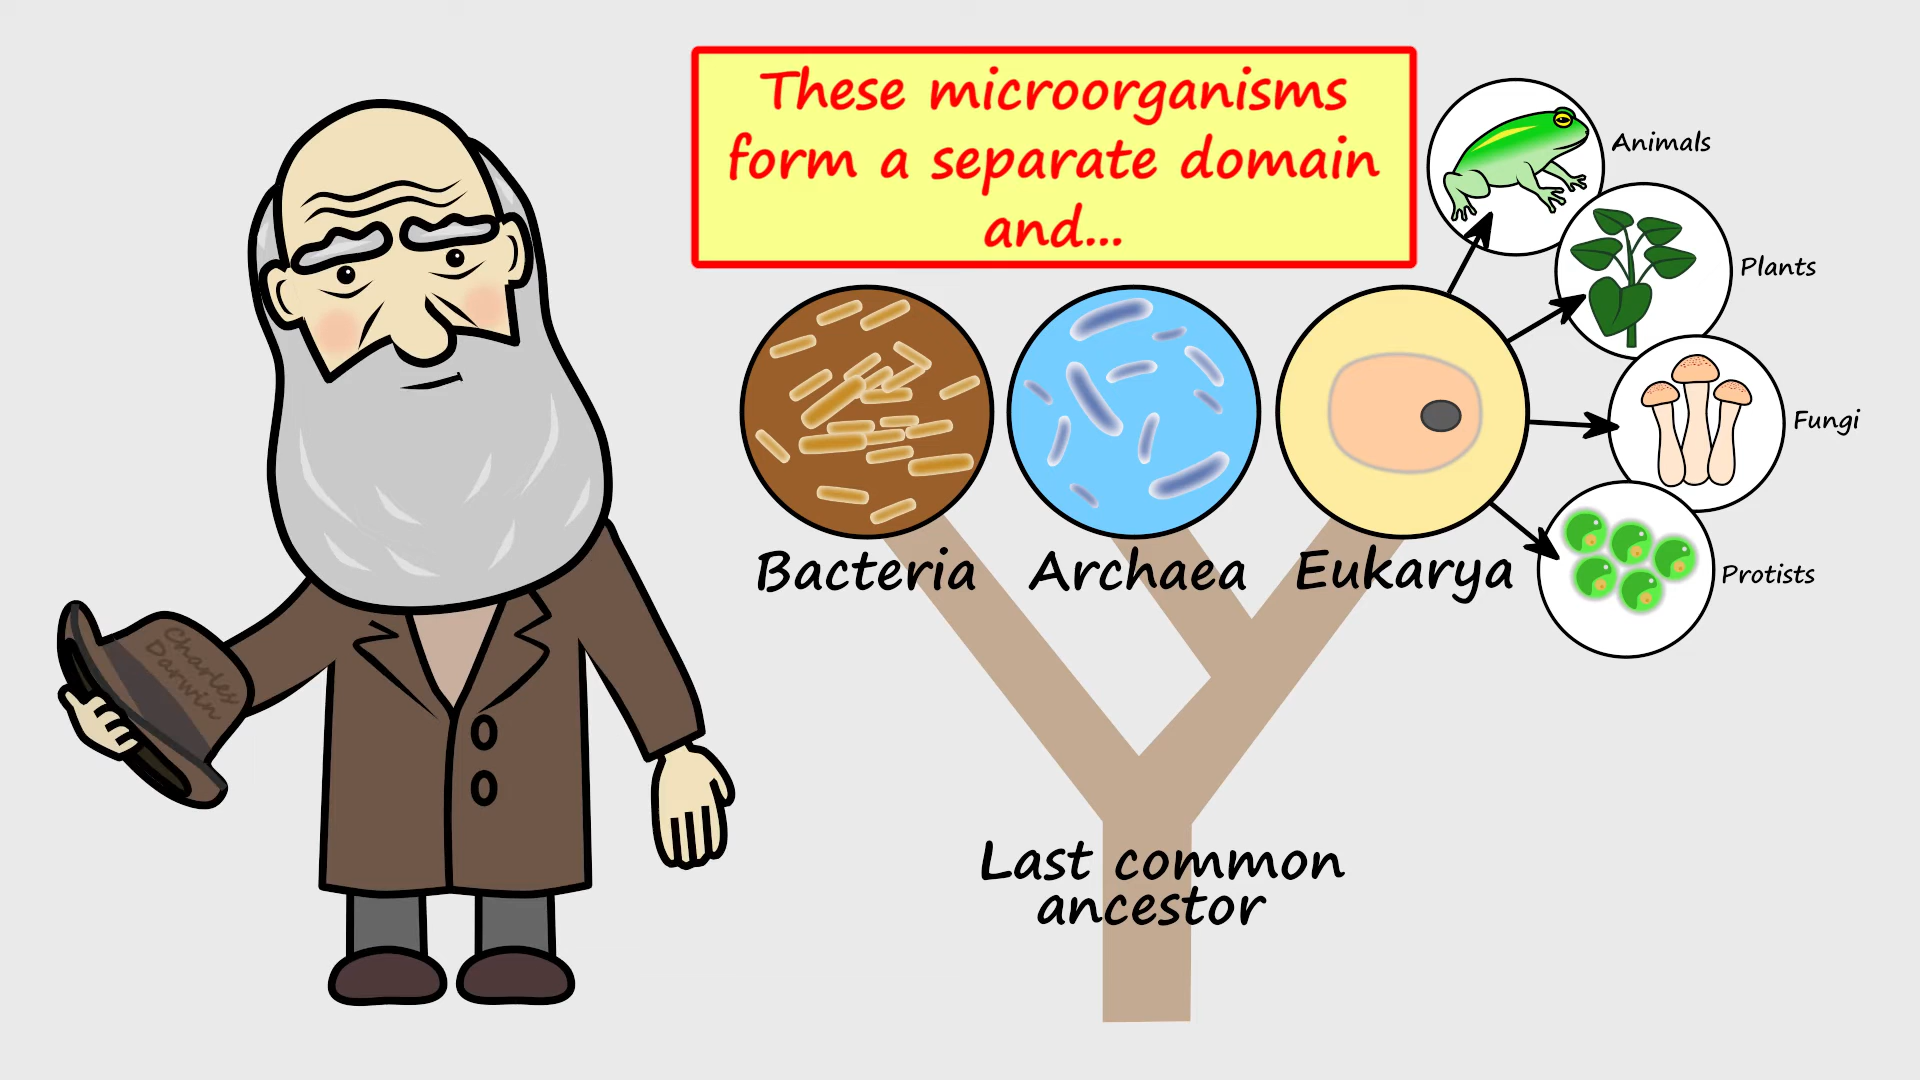 These microorganisms
form a separate domain
and...
Animals
Plants
Fungi
Protists
Bacteria
Archaea
Eukarya
Charles
Darwin
Last common
ancestor